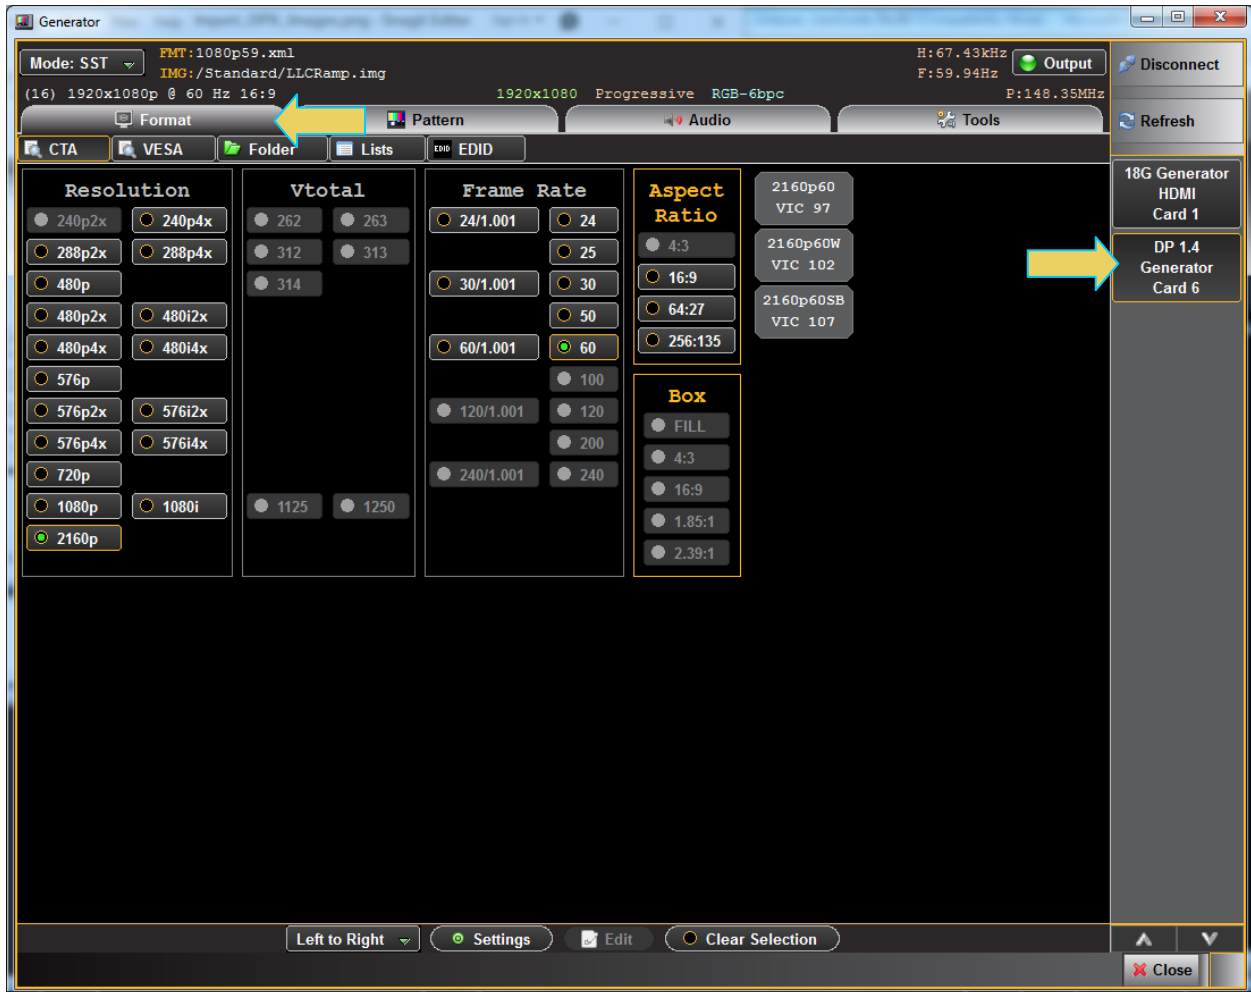 Generator
Mode: SST
FMT:1080p59.xml
IMG:/Standard/LLCRamp.img
(16) 1920x1080p @ 60 Hz 16:9
1920x1080 Progressive RGB-6bpc
H:67.43kHz
F:59.94Hz
P:148.35MHz
Output
Disconnect
Refresh
Format
Pattern
Audio
Tools
CTA
VESA
Folder
Lists
EDID EDID
18G Generator
HDMI
Card 1
DP 1.4
Generator
Card 6
Resolution
240p2x 240p4x
288p2x 288p4x
480p
480p2x 480i2x
480p4x 480i4x
576p
576p2x 576i2x
576p4x 576i4x
720p
1080p 1080i
2160p
Vtotal
262 263
312 313
314
1125 1250
Frame Rate
24/1.001 24
25
30/1.001 30
50
60/1.001 60
100
120/1.001 120
200
240/1.001 240
Aspect
Ratio
4:3
16:9
64:27
256:135
Box
FILL
4:3
16:9
1.85:1
2.39:1
2160p60
VIC 97
2160p60W
VIC 102
2160p60SB
VIC 107
Left to Right
Settings
Edit
Clear Selection
Close